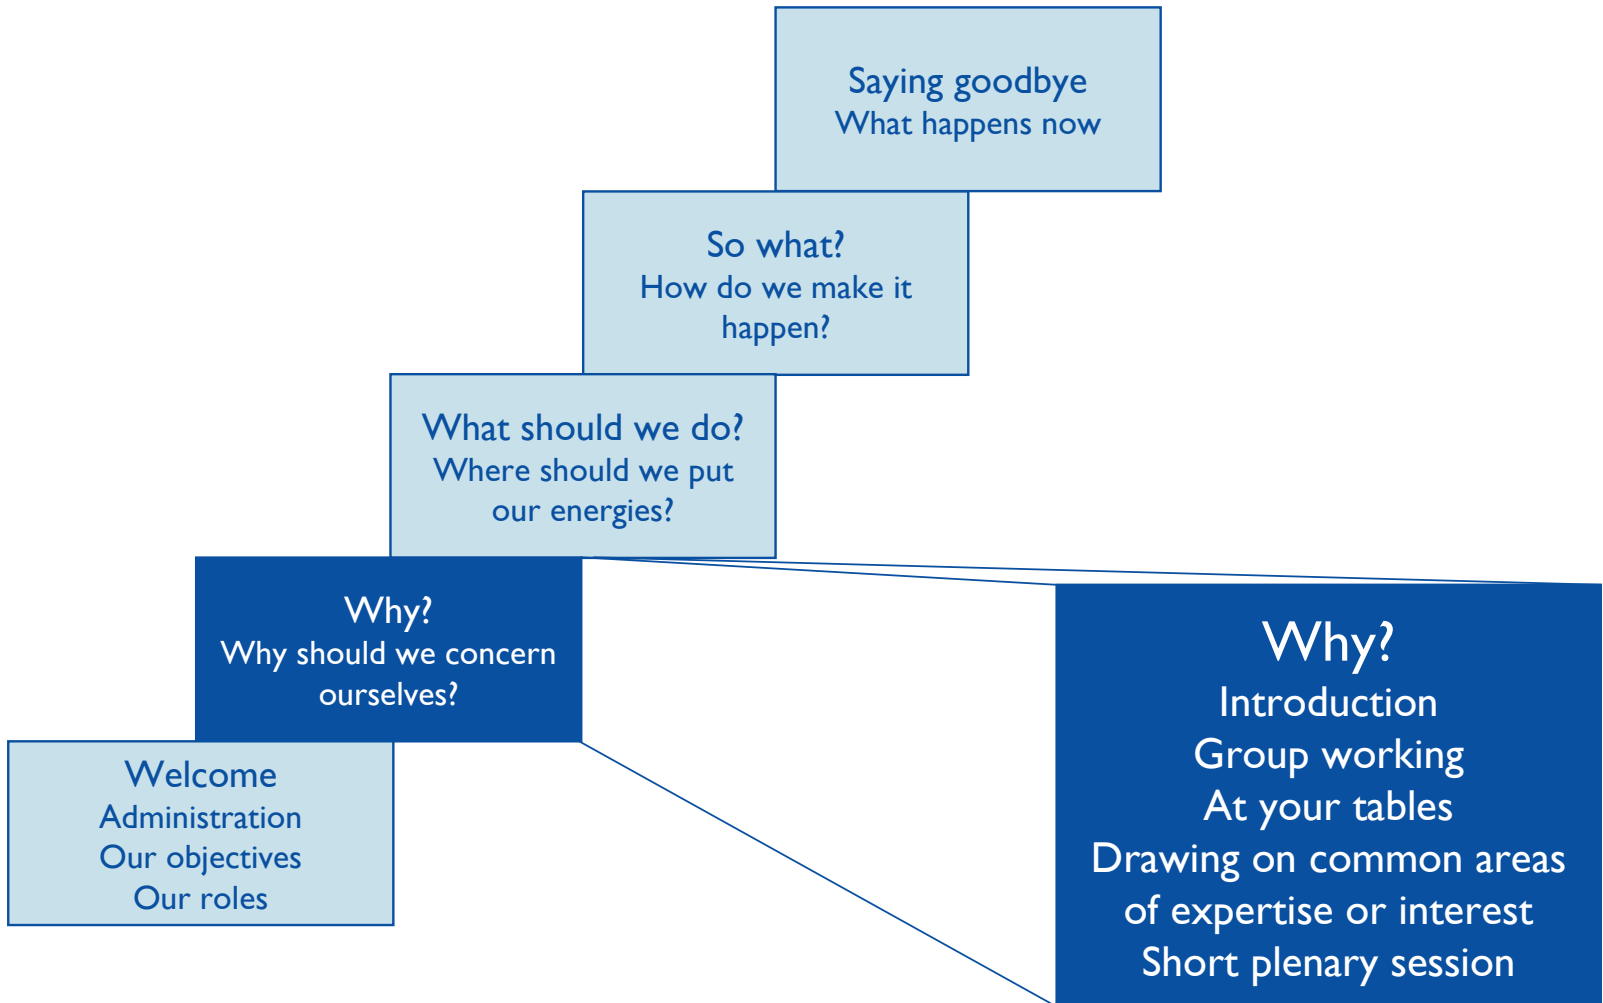 Saying goodbye
What happens now
So what?
How do we make it
happen?
What should we do?
Where should we put
our energies?
Why?
Why should we concern
ourselves?
Welcome
Administration
Our objectives
Our roles
Why?
Introduction
Group working
At your tables
Drawing on common areas
of expertise or interest
Short plenary session